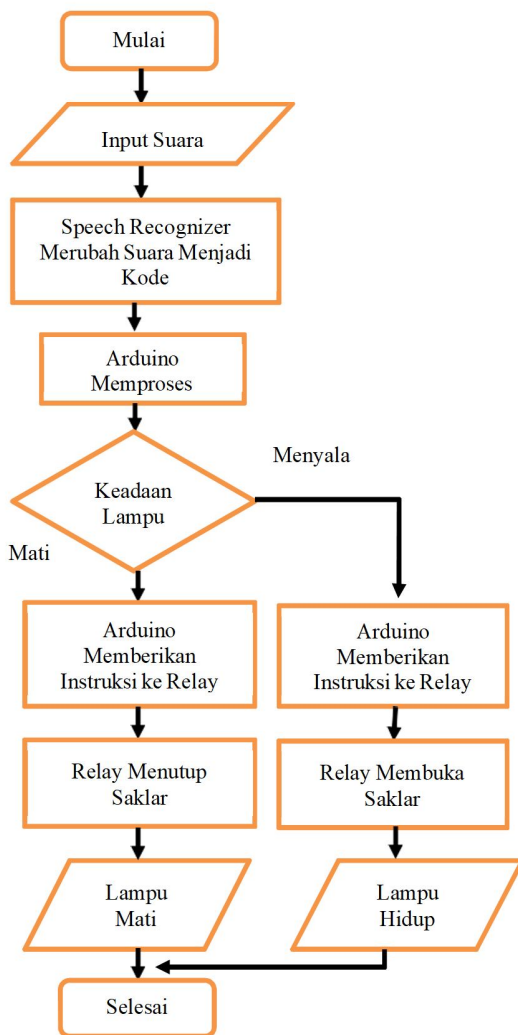 Mulai
Input Suara
Speech Recognizer
Merubah Suara Menjadi
Kode
Arduino
Memproses
Keadaan
Lampu
Menyala
Mati
Arduino
Memberikan
Instruksi ke Relay
Relay Menutup
Saklar
Lampu
Mati
Arduino
Memberikan
Instruksi ke Relay
Relay Membuka
Saklar
Lampu
Hidup
Selesai